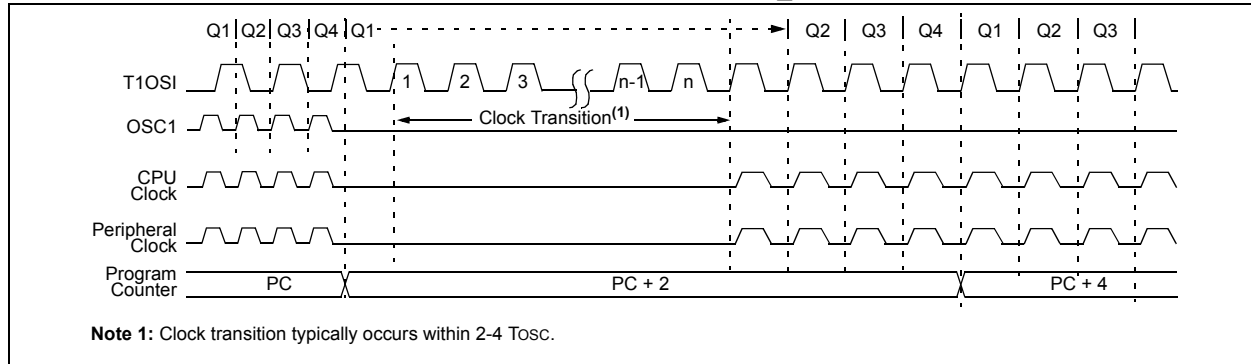 Q1 Q2 Q3 Q4 Q1 Q2 Q3 Q4 Q1 Q2 Q3
T1OSI 1 2 3 n-1 n
OSC1 Clock Transition(1)
CPU
Clock
Peripheral
Clock
Program
Counter PC PC + 2 PC + 4
Note 1: Clock transition typically occurs within 2-4 TOSC.